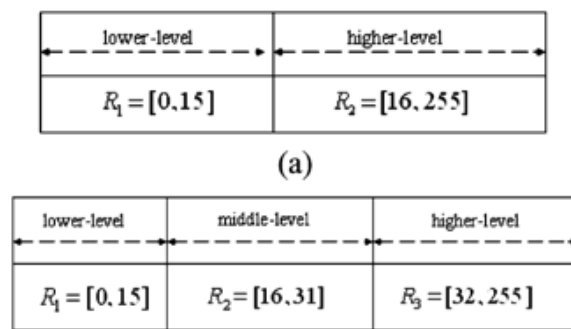 lower-level higher-level
R₁ = [0,15] R₂ = [16,255]
(a)
lower-level middle-level higher-level
R₁ = [0,15] R₂ = [16,31] R₃ = [32,255]